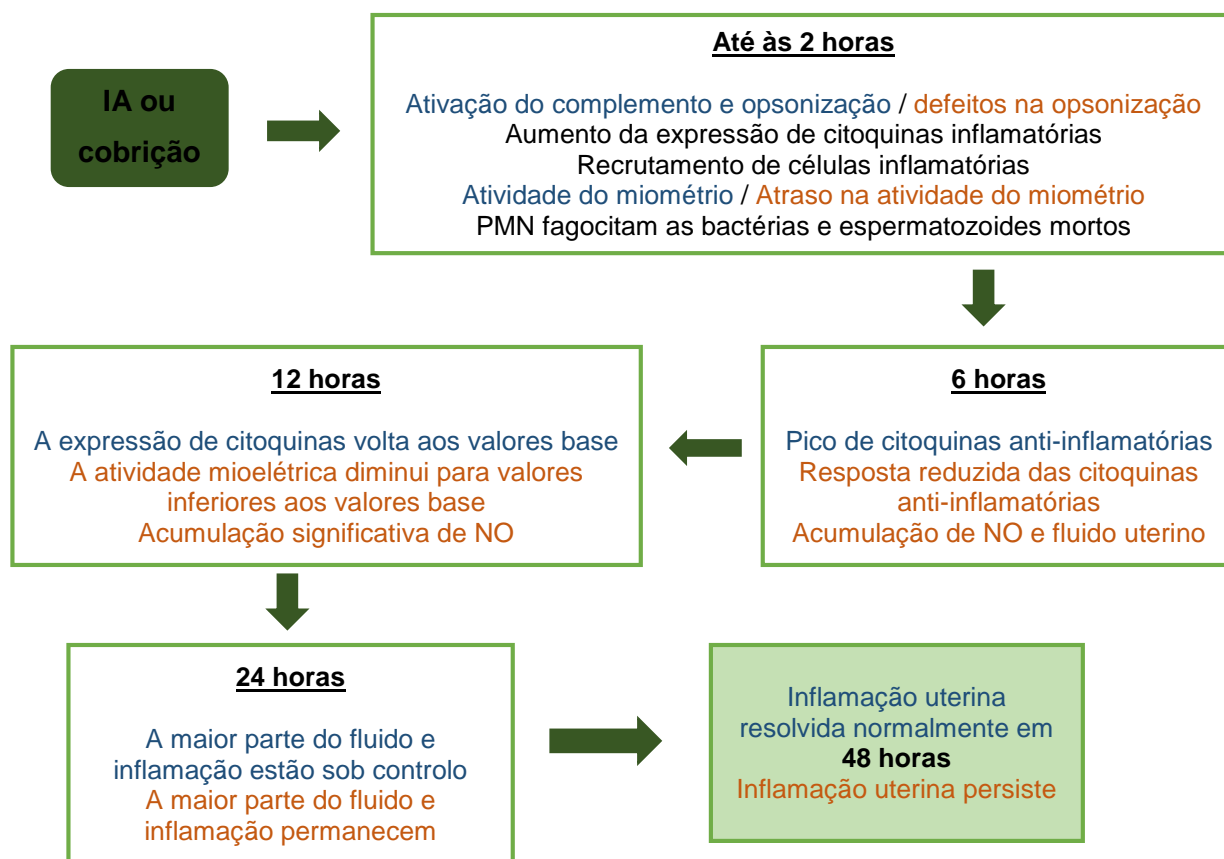 IA ou
cobrição
Até às 2 horas
Ativação do complemento e opsonização / defeitos na opsonização
Aumento da expressão de citoquinas inflamatórias
Recrutamento de células inflamatórias
Atividade do miométrio / Atraso na atividade do miométrio
PMN fagocitam as bactérias e espermatozoides mortos
6 horas
Pico de citoquinas anti-inflamatórias
Resposta reduzida das citoquinas
anti-inflamatórias
Acumulação de NO e fluido uterino
12 horas
A expressão de citoquinas volta aos valores base
A atividade mioelétrica diminui para valores
inferiores aos valores base
Acumulação significativa de NO
24 horas
A maior parte do fluido e
inflamação estão sob controlo
A maior parte do fluido e
inflamação permanecem
Inflamação uterina
resolvida normalmente em
48 horas
Inflamação uterina persiste